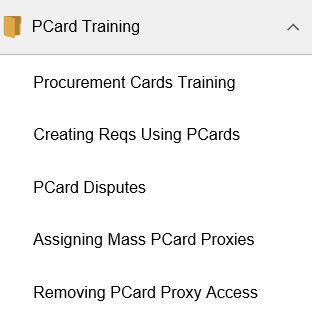 PCard Training
Procurement Cards Training
Creating Reqs Using PCards
PCard Disputes
Assigning Mass PCard Proxies
Removing PCard Proxy Access